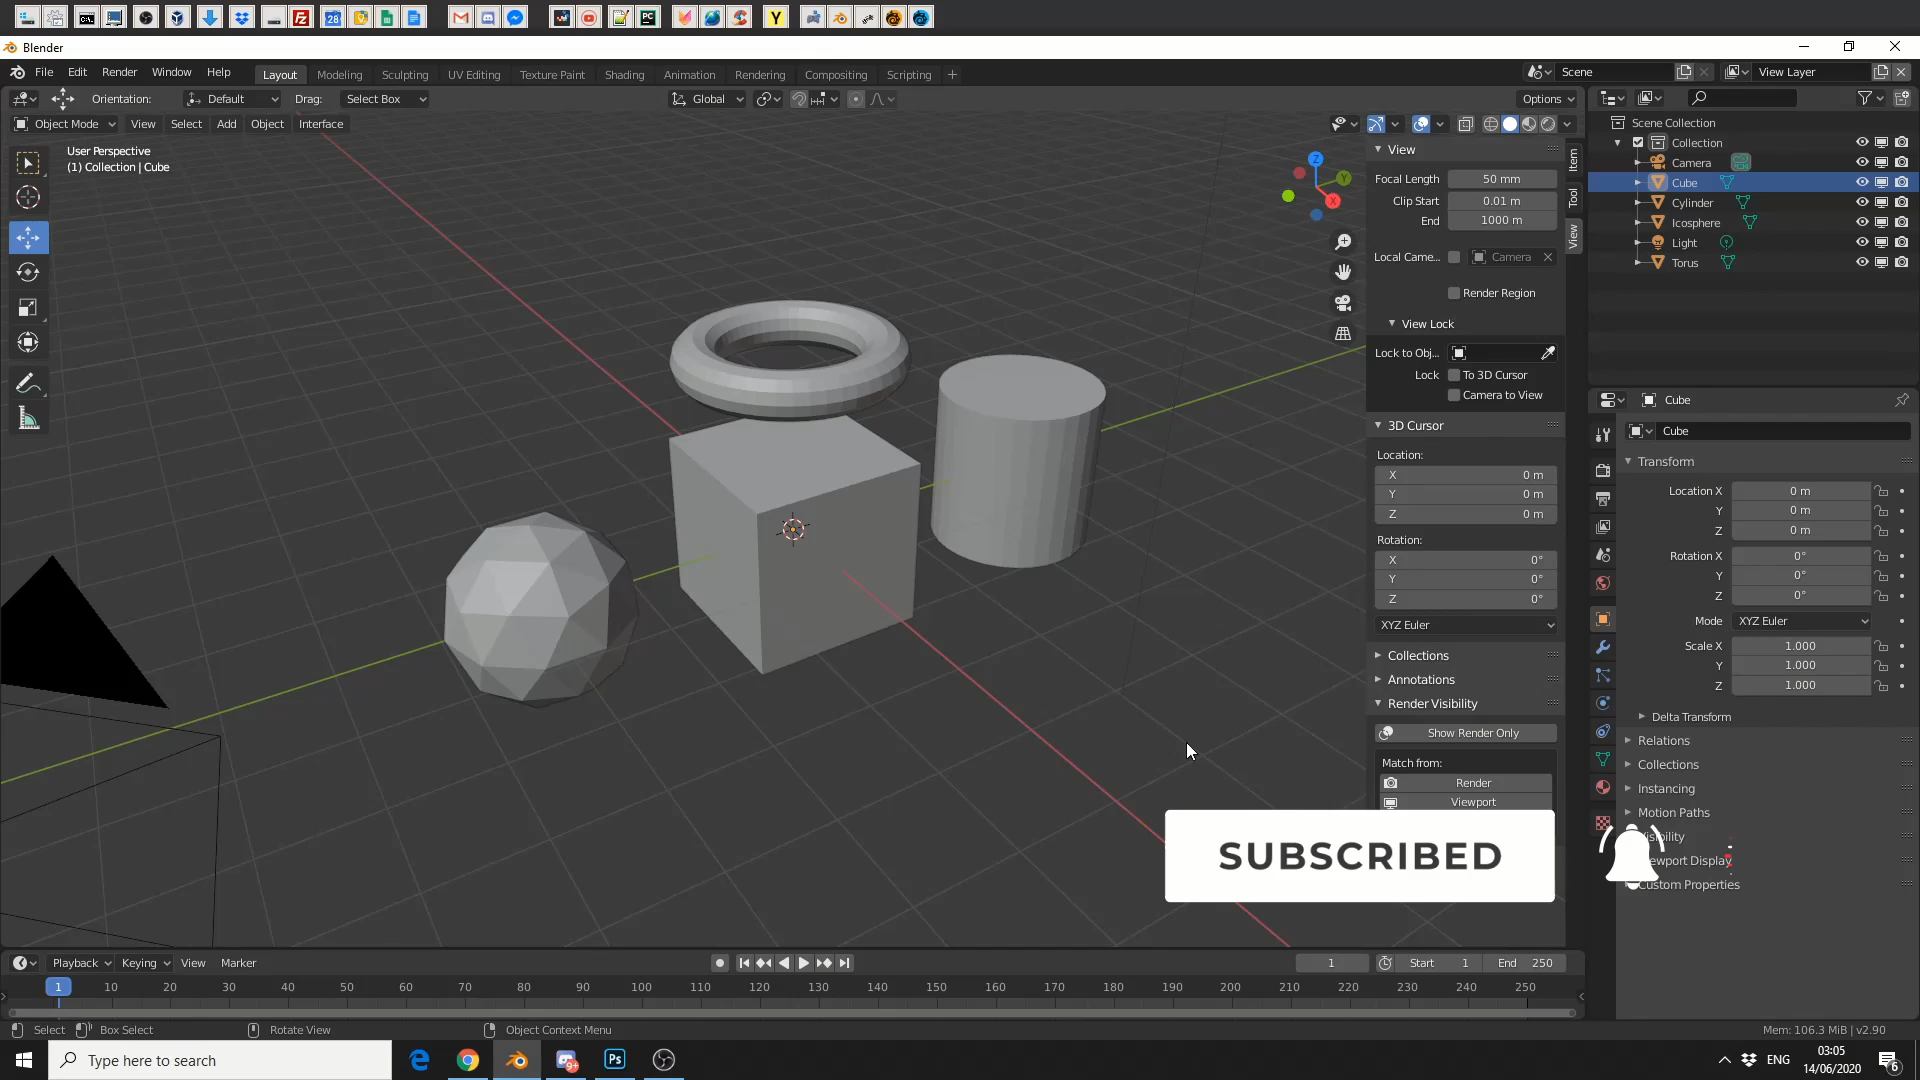 28
Y
Blender
File Edit Render Window Help Layout Modeling Sculpting UV Editing Texture Paint Shading Animation Rendering Compositing Scripting + Scene View Layer
Orientation: Default Drag: Select Box Global Options
Object Mode View Select Add Object Interface
User Perspective
(1) Collection | Cube
Z
Y
X
View
Focal Length 50 mm
Clip Start 0.01 m
End 1000 m
Local Came... Camera
Render Region
View Lock
Lock to Obj...
Lock To 3D Cursor
Camera to View
3D Cursor
Location:
X 0 m
Y 0 m
Z 0 m
Rotation:
X 0°
Y 0°
Z 0°
XYZ Euler
Collections
Annotations
Render Visibility
Show Render Only
Match from:
Render
Viewport
Item
Tool
View
SUBSCRIBED
Scene Collection
Collection
Camera
Cube
Cylinder
Icosphere
Light
Torus
Cube
Cube
Transform
Location X 0 m
Y 0 m
Z 0 m
Rotation X 0°
Y 0°
Z 0°
Mode XYZ Euler
Scale X 1.000
Y 1.000
Z 1.000
Delta Transform
Relations
Collections
Instancing
Motion Paths
Custom Properties
Playback Keying View Marker 1 Start 1 End 250
1 10 20 30 40 50 60 70 80 90 100 110 120 130 140 150 160 170 180 190 200 210 220 230 240 250
Select Box Select Rotate View Object Context Menu Mem: 106.3 MiB | v2.90
Type here to search 9+ Ps ENG 03:05
14/06/2020 6